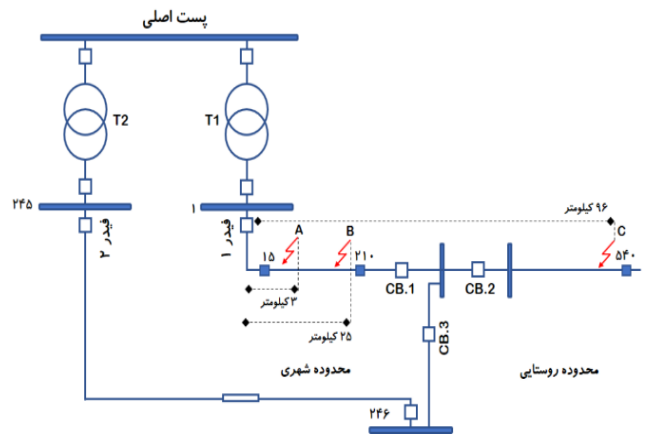 پست اصلی
T2
T1
۲۴۵
۱
فیدر ۲
فیدر ۱
۹۶ کیلومتر
A
B
C
۱۵
۲۱۰
۵۴۰
CB.1
CB.2
۳ کیلومتر
۲۵ کیلومتر
CB.3
محدوده شهری
محدوده روستایی
۲۴۶